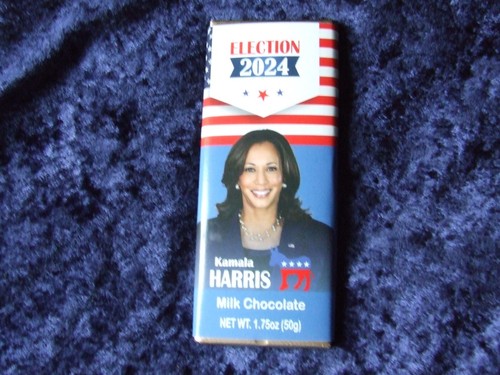 ELECTION
2024
Kamala
HARRIS
Milk Chocolate
NET WT. 1.75oz (50g)